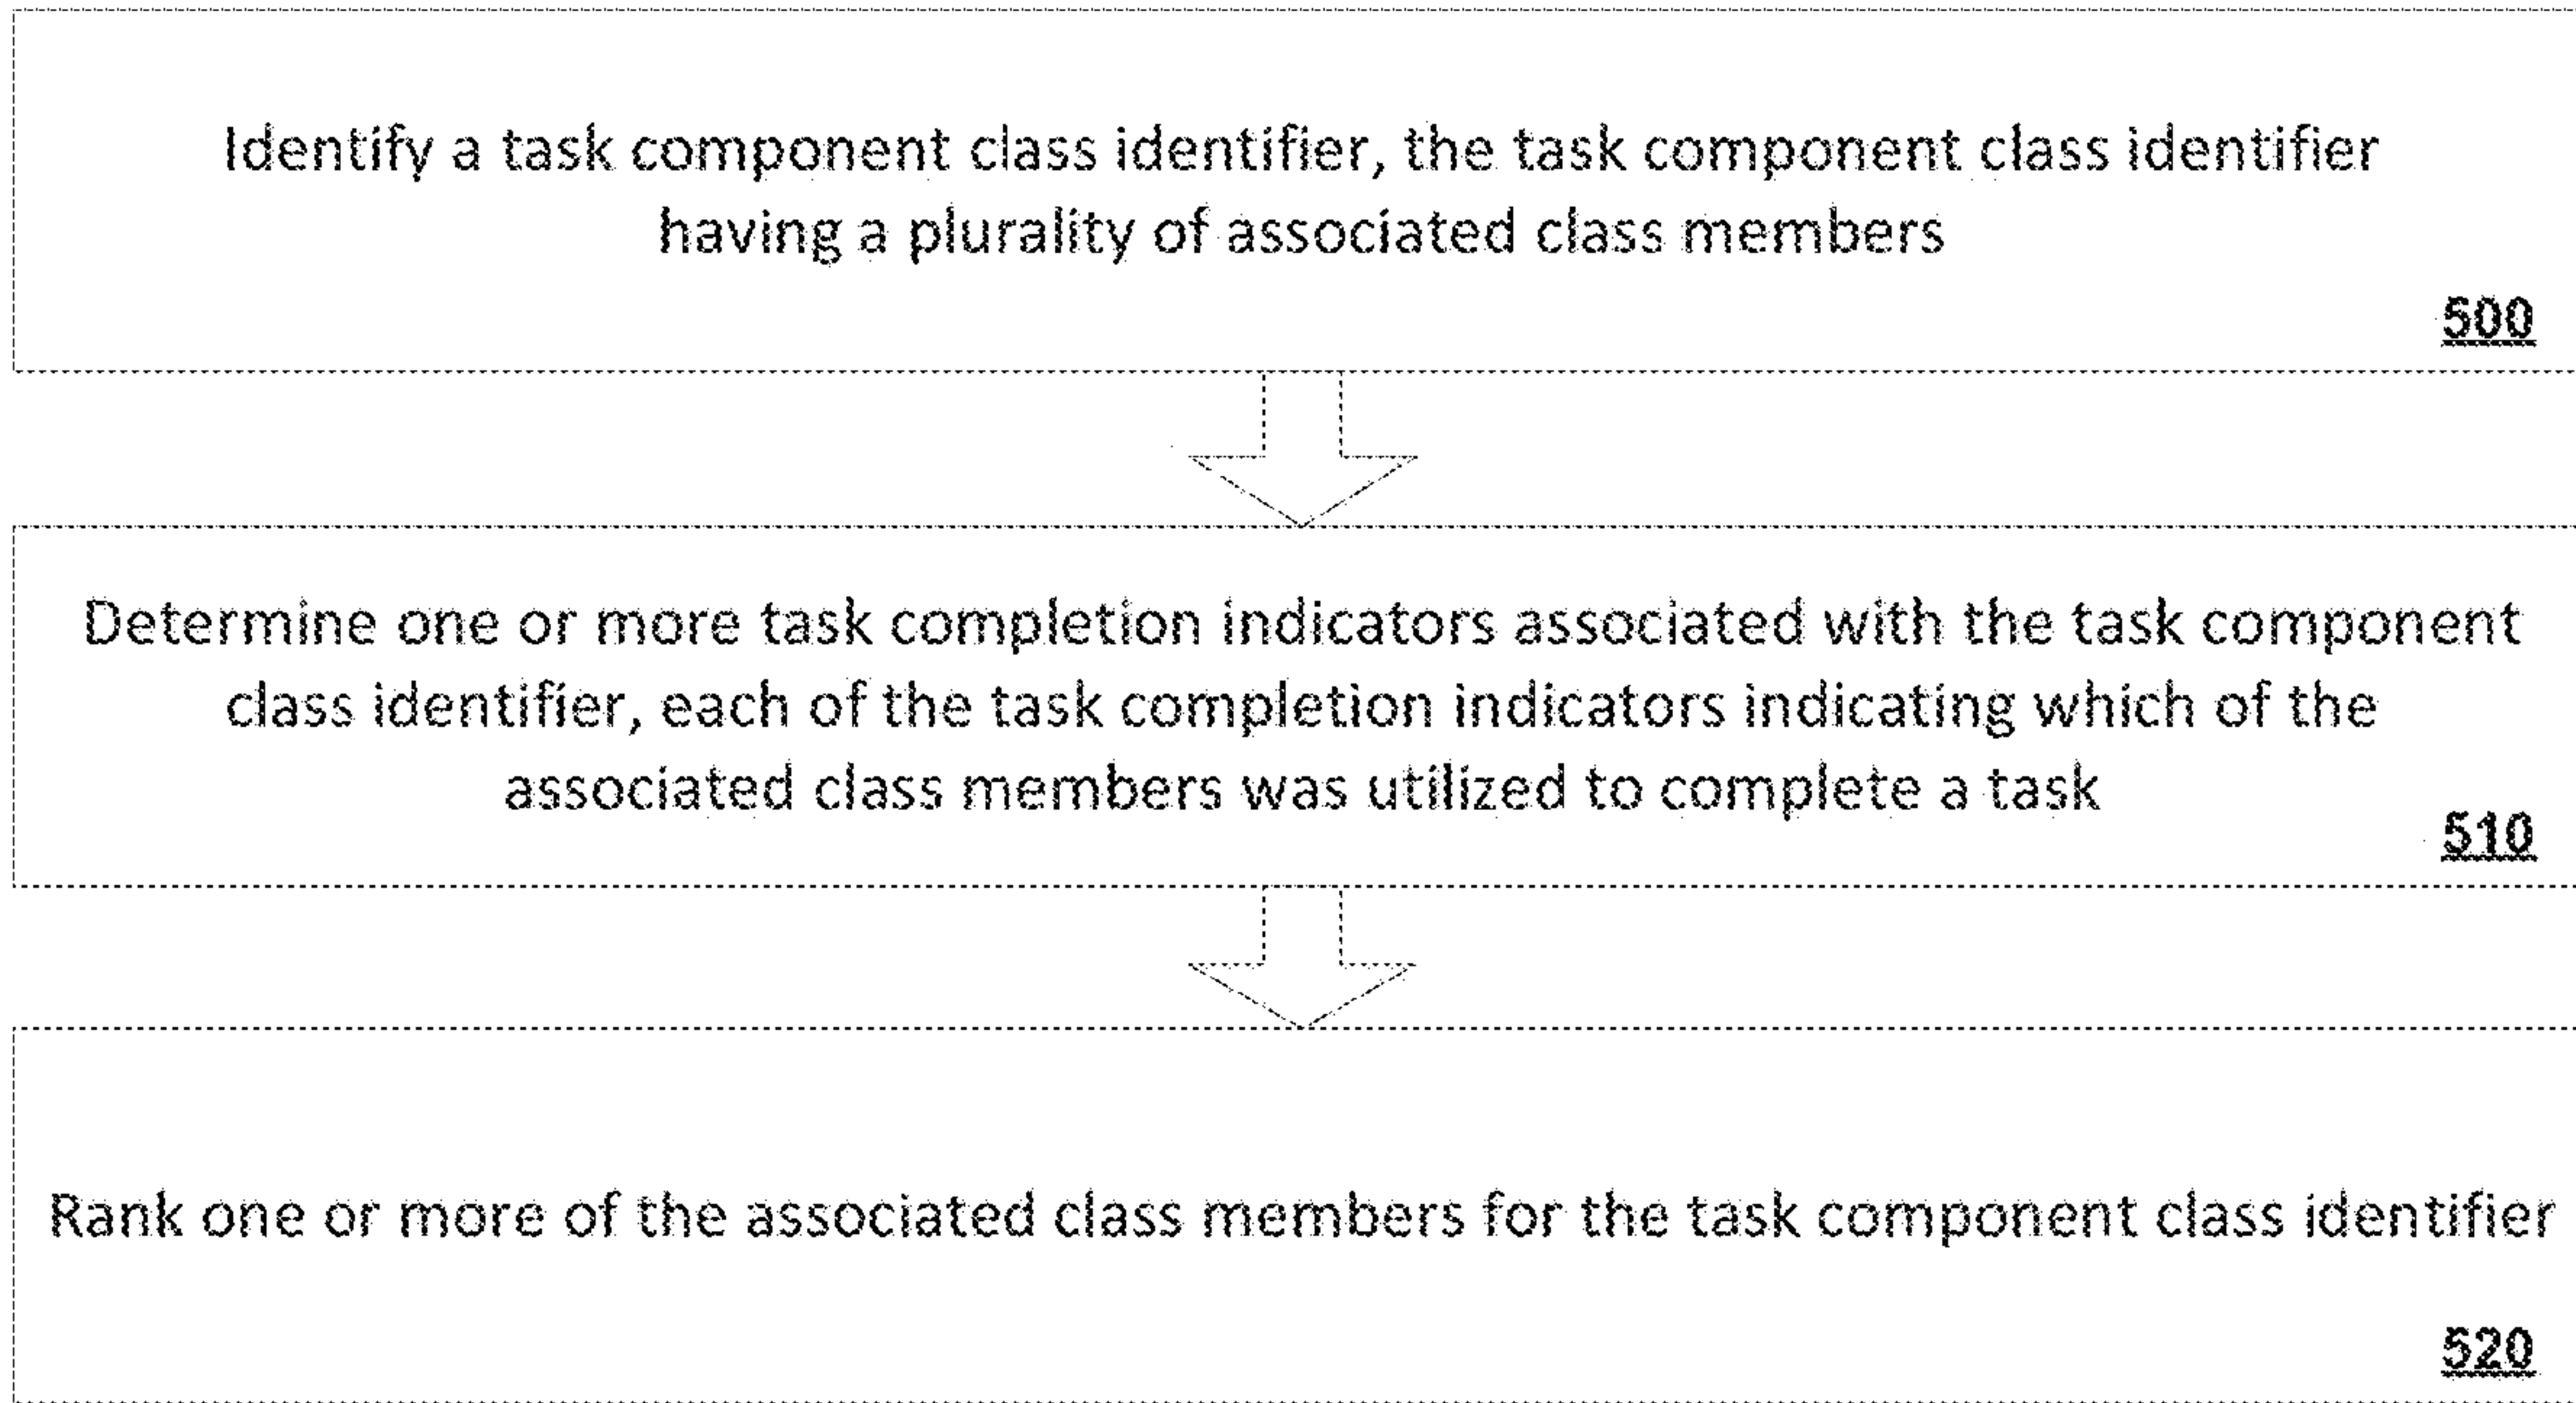 Identify a task component class identifier, the task component class identifier
having a plurality of associated class members
500
Determine one or more task completion indicators associated with the task component
class identifier, each of the task completion indicators indicating which of the
associated class members was utilized to complete a task
510
Rank one or more of the associated class members for the task component class identifier
520